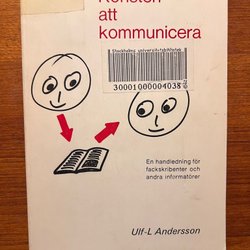 Konsten
att
kommunicera
Stockholms universitetsbibliotek
30001000004038
En handledning för
fackskribenter och
andra informatörer
Ulf-L Andersson